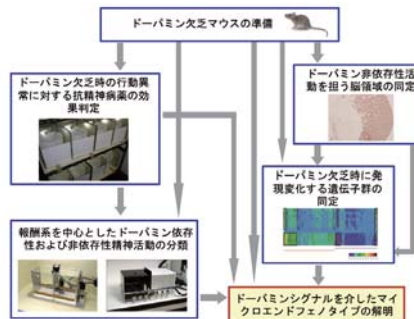 ドーパミン欠乏マウスの準備
ドーパミン欠乏時の行動異
常に対する抗精神病薬の効
果判定
ドーパミン非依存性活
動を担う脳領域の同定
ドーパミン欠乏時に発
現変化する遺伝子群の
同定
報酬系を中心としたドーパミン依存
性および非依存性精神活動の分類
ドーパミンシグナルを介したマイ
クロエンドフェノタイプの解明